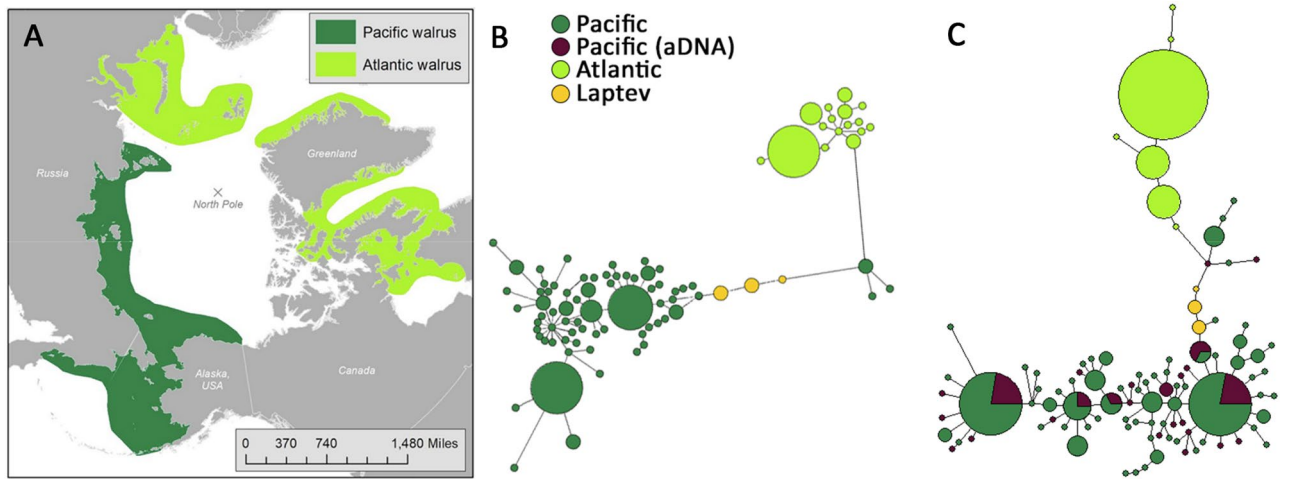 A
Pacific walrus
Atlantic walrus
Russia
Greenland
North Pole
Alaska,
USA
Canada
0 370 740 1,480 Miles
B
Pacific
Pacific (aDNA)
Atlantic
Laptev
C